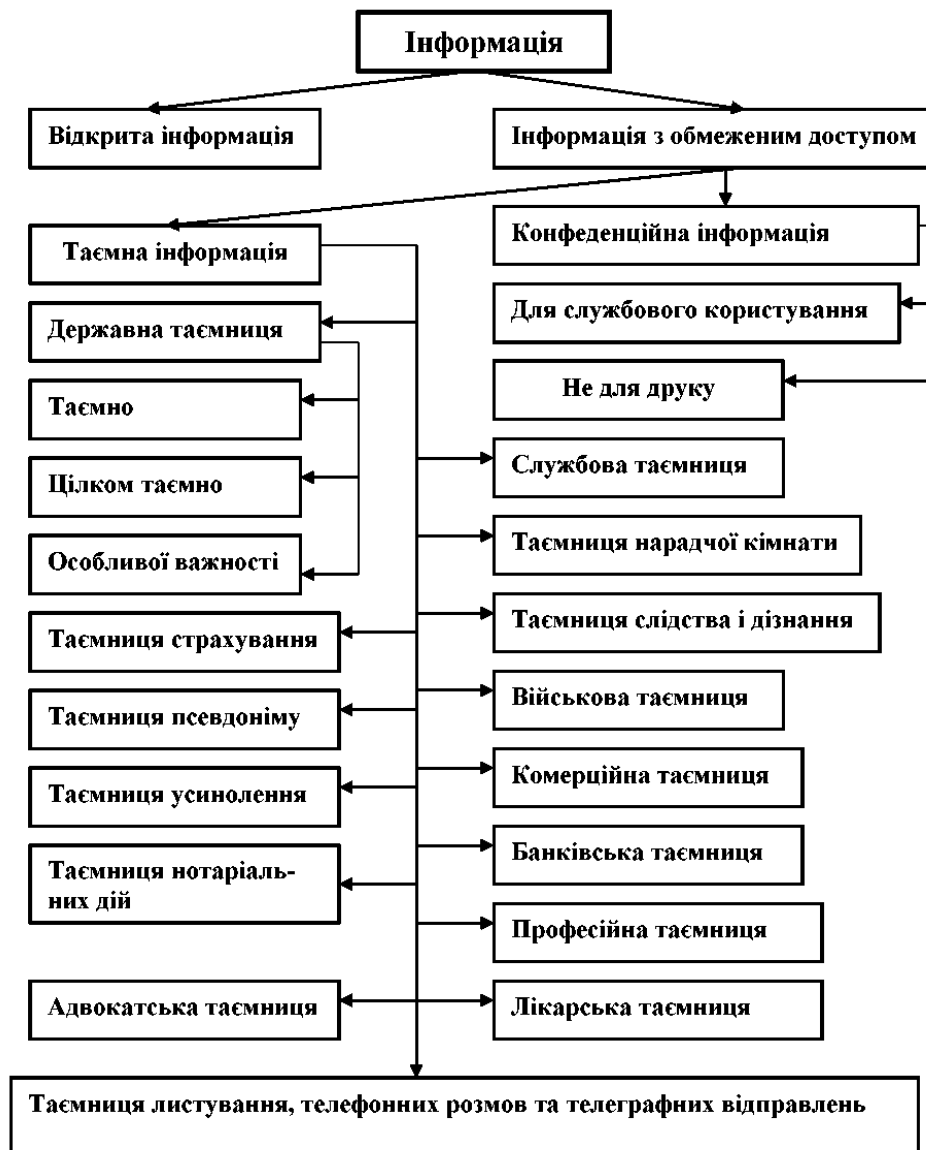 Інформація
Відкрита інформація
Інформація з обмеженим доступом
Таємна інформація
Конфеденційна інформація
Державна таємниця
Для службового користування
Таємно
Не для друку
Цілком таємно
Службова таємниця
Особливої важності
Таємниця нарадчої кімнати
Таємниця страхування
Таємниця слідства і дізнання
Таємниця псевдоніму
Військова таємниця
Таємниця усинолення
Комерційна таємниця
Таємниця нотаріаль-
них дій
Банківська таємниця
Професійна таємниця
Адвокатська таємниця
Лікарська таємниця
Таємниця листування, телефонних розмов та телеграфних відправлень